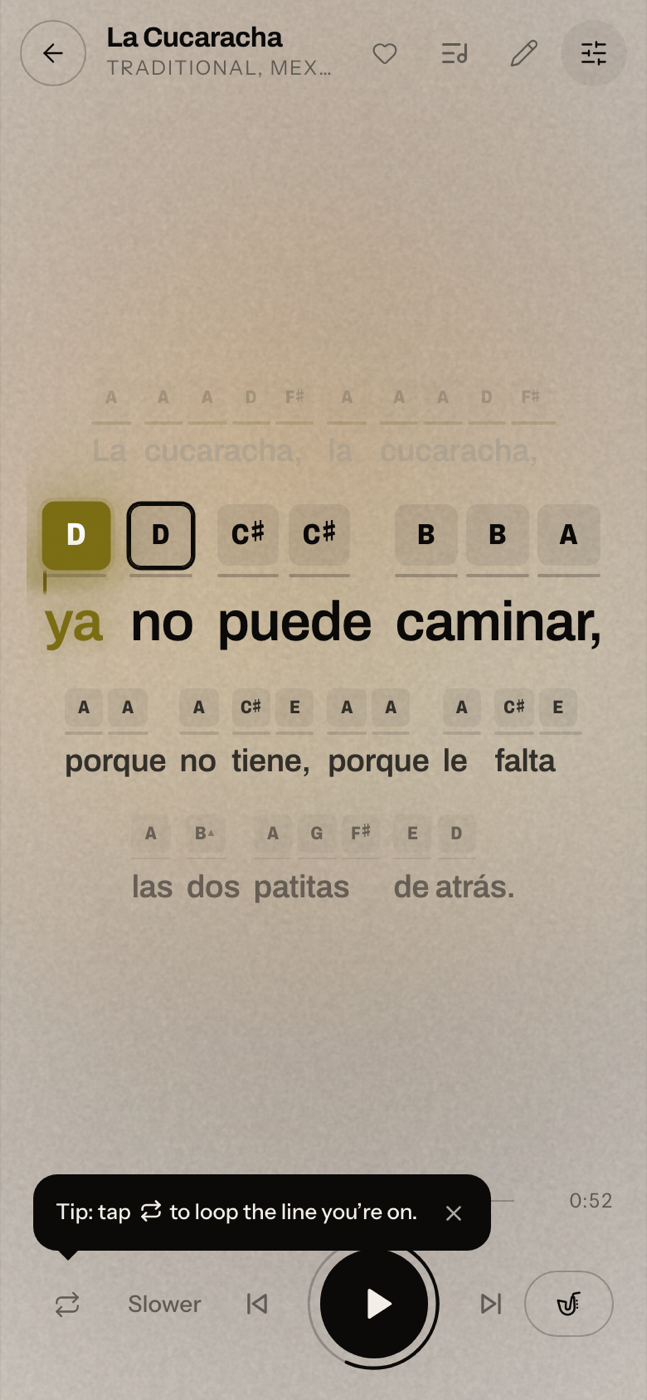 La Cucaracha
TRADITIONAL, MEX...
A A A D F# A A A D F#
La cucaracha, la cucaracha,
D D C♯ C♯ B B A
ya no puede caminar,
A A A C♯ E A A A C♯ E
porque no tiene, porque le falta
A B▴ A G F♯ E D
las dos patitas de atrás.
Tip: tap to loop the line you’re on.
0:52
Slower